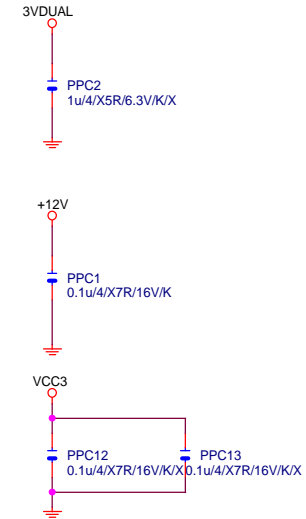 3VDUAL
PPC2
1u/4/X5R/6.3V/K/X
+12V
PPC1
0.1u/4/X7R/16V/K
VCC3
PPC12
0.1u/4/X7R/16V/K/X
PPC13
0.1u/4/X7R/16V/K/X